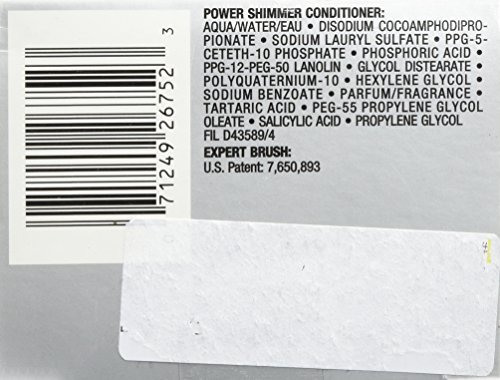 POWER SHIMMER CONDITIONER:
AQUA/WATER/EAU • DISODIUM COCOAMPHODIPRO-
PIONATE • SODIUM LAURYL SULFATE • PPG-5-
CETETH-10 PHOSPHATE • PHOSPHORIC ACID •
PPG-12-PEG-50 LANOLIN • GLYCOL DISTEARATE •
POLYQUATERNIUM-10 • HEXYLENE GLYCOL •
SODIUM BENZOATE • PARFUM/FRAGRANCE •
TARTARIC ACID • PEG-55 PROPYLENE GLYCOL
OLEATE • SALICYLIC ACID • PROPYLENE GLYCOL
FIL D43589/4
EXPERT BRUSH:
U.S. Patent: 7,650,893
0 71249 26752 3